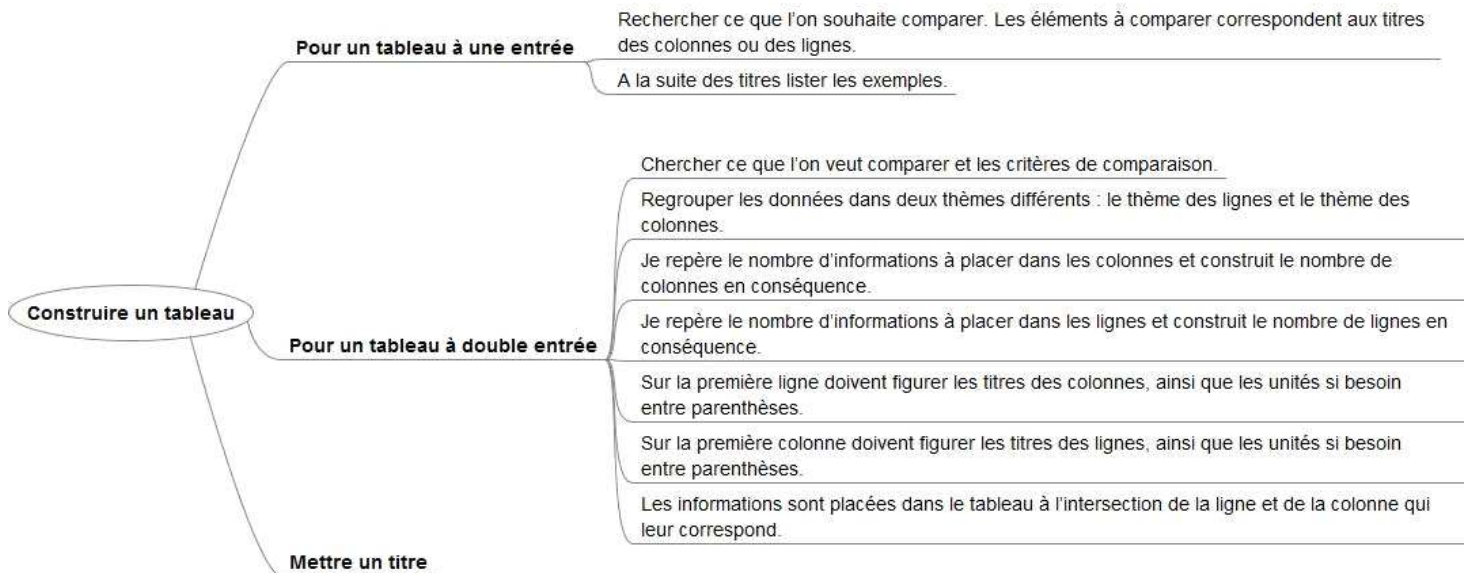 Rechercher ce que l’on souhaite comparer. Les éléments à comparer correspondent aux titres
des colonnes ou des lignes.
Pour un tableau à une entrée
A la suite des titres lister les exemples.
Chercher ce que l’on veut comparer et les critères de comparaison.
Regrouper les données dans deux thèmes différents : le thème des lignes et le thème des
colonnes.
Je repère le nombre d’informations à placer dans les colonnes et construit le nombre de
colonnes en conséquence.
Construire un tableau
Je repère le nombre d’informations à placer dans les lignes et construit le nombre de lignes en
conséquence.
Pour un tableau à double entrée
Sur la première ligne doivent figurer les titres des colonnes, ainsi que les unités si besoin
entre parenthèses.
Sur la première colonne doivent figurer les titres des lignes, ainsi que les unités si besoin
entre parenthèses.
Les informations sont placées dans le tableau à l’intersection de la ligne et de la colonne qui
leur correspond.
Mettre un titre